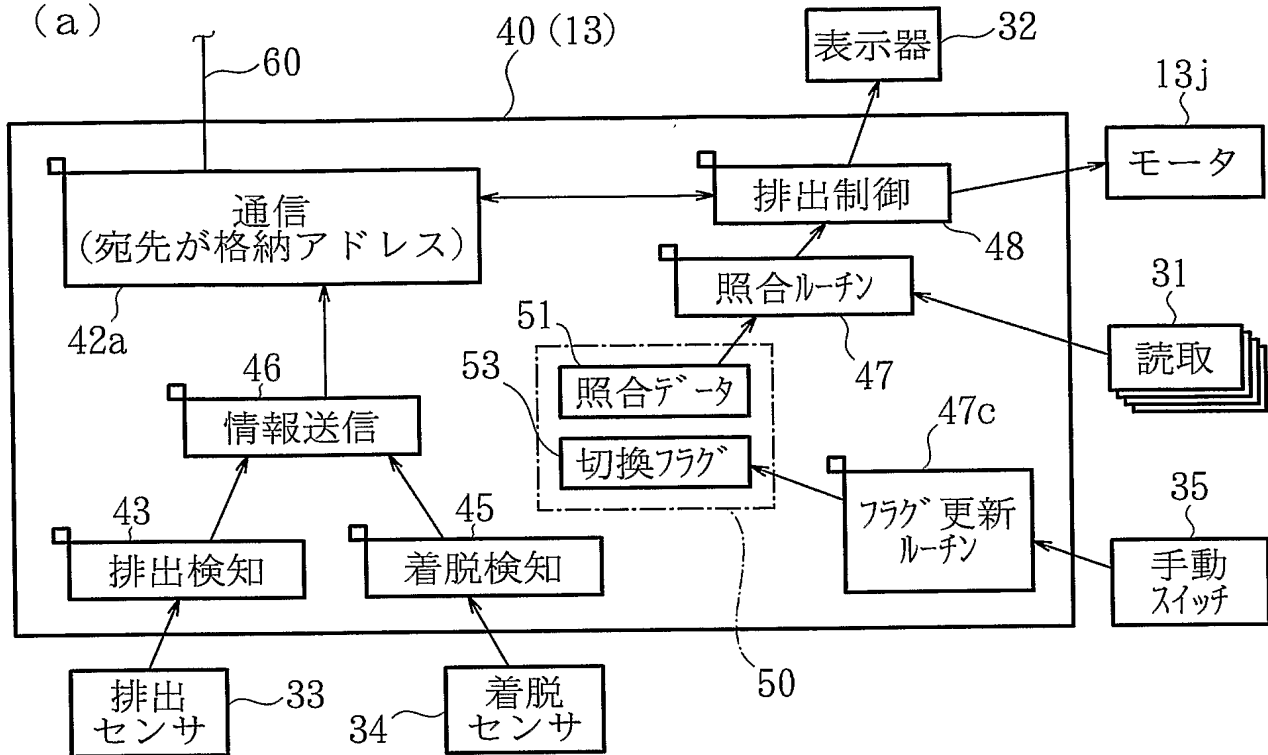 (a)
60
40(13)
表示器
32
13j
モータ
通信
(宛先が格納アドレス)
42a
排出制御
48
照合ﾙｰﾁﾝ
47
31
読取
51
照合ﾃﾞｰﾀ
53
切換ﾌﾗｸﾞ
50
46
情報送信
47c
ﾌﾗｸﾞ更新
ﾙｰﾁﾝ
35
手動
ｽｲｯﾁ
43
排出検知
45
着脱検知
排出
センサ
33
34
着脱
センサ